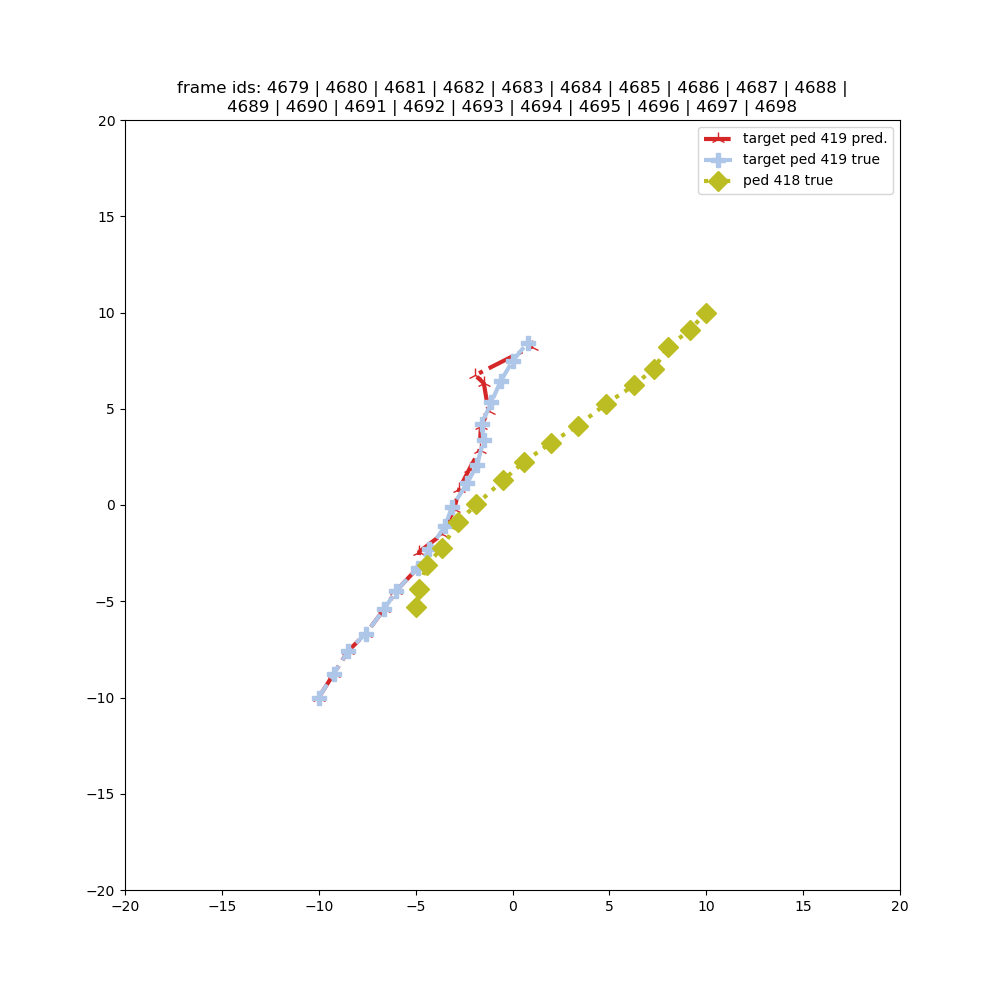 frame ids: 4679 | 4680 | 4681 | 4682 | 4683 | 4684 | 4685 | 4686 | 4687 | 4688 |
4689 | 4690 | 4691 | 4692 | 4693 | 4694 | 4695 | 4696 | 4697 | 4698
target ped 419 pred.
target ped 419 true
ped 418 true
20
15
10
5
0
−5
−10
−15
−20
−20 −15 −10 −5 0 5 10 15 20